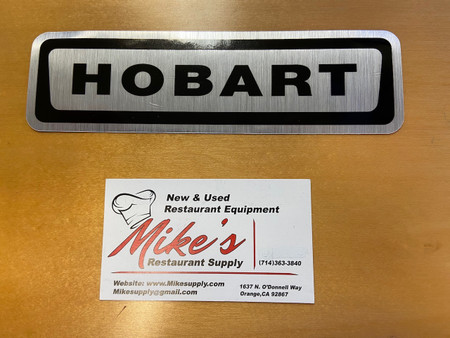 HOBART
New & Used
Restaurant Equipment
Mike's
Restaurant Supply
(714)363-3840
Website: www.Mikesupply.com
Mikesupply@gmail.com
1637 N. O'Donnell Way
Orange,CA 92867